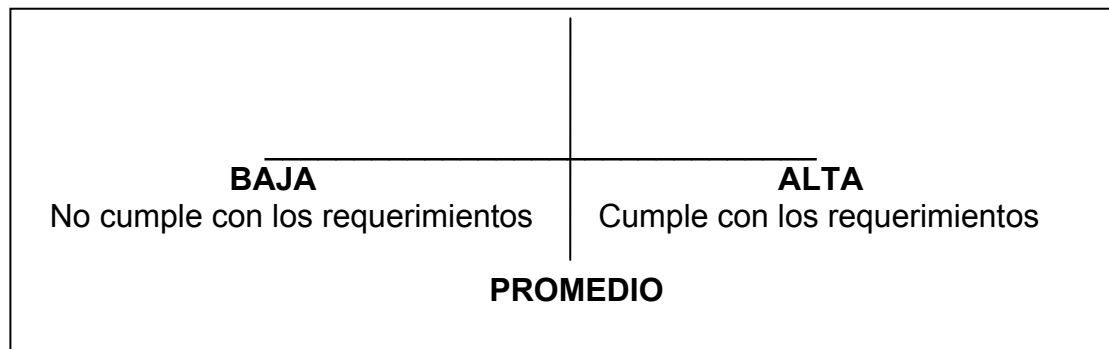 BAJA ALTA
No cumple con los requerimientos Cumple con los requerimientos
PROMEDIO